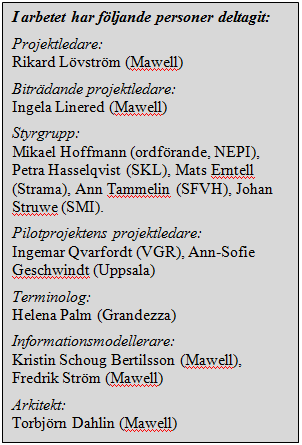 I arbetet har följande personer deltagit:
Projektledare:
Rikard Lövström (Mawell)
Biträdande projektledare:
Ingela Linered (Mawell)
Styrgrupp:
Mikael Hoffmann (ordförande, NEPI),
Petra Hasselqvist (SKL), Mats Erntell
(Strama), Ann Tammelin (SFVH), Johan
Struwe (SMI).
Pilotprojektens projektledare:
Ingemar Qvarfordt (VGR), Ann-Sofie
Geschwindt (Uppsala)
Terminolog:
Helena Palm (Grandezza)
Informationsmodellerare:
Kristin Schoug Bertilsson (Mawell),
Fredrik Ström (Mawell)
Arkitekt:
Torbjörn Dahlin (Mawell)